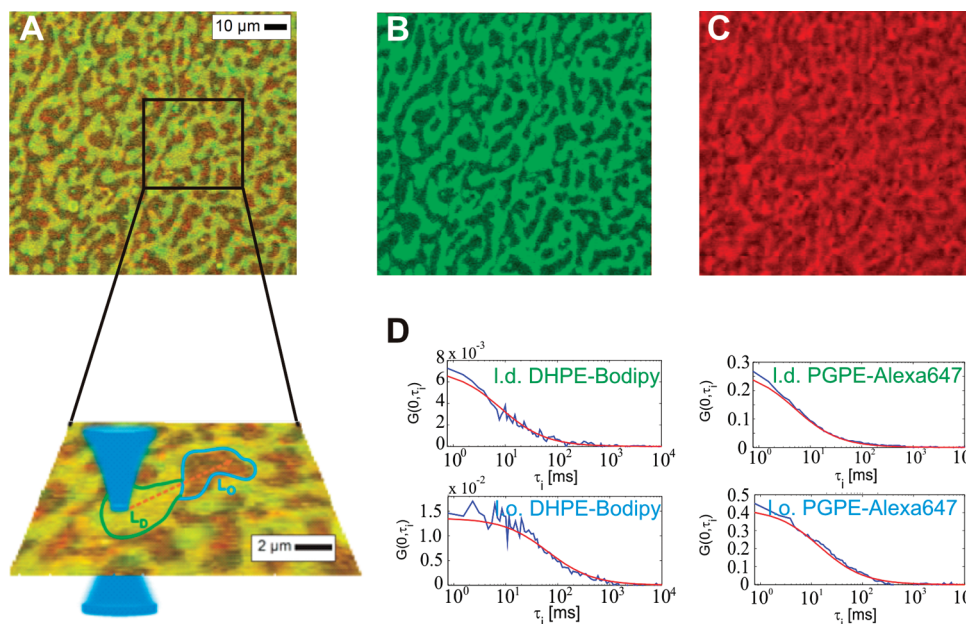 A
10 µm
B
C
D
8 x 10⁻³
6
4
2
0
G(0,τi)
l.d. DHPE-Bodipy
10⁰ 10¹ 10² 10³ 10⁴
τi [ms]
0.3
0.2
0.1
0
G(0,τi)
l.d. PGPE-Alexa647
10⁰ 10¹ 10² 10³ 10⁴
τi [ms]
x 10⁻²
1.5
1.0
0.5
0
G(0,τi)
l.o. DHPE-Bodipy
10⁰ 10¹ 10² 10³ 10⁴
τi [ms]
0.5
0.4
0.3
0.2
0.1
0
G(0,τi)
l.o. PGPE-Alexa647
10⁰ 10¹ 10² 10³
τi [ms]
LD
LO
2 µm